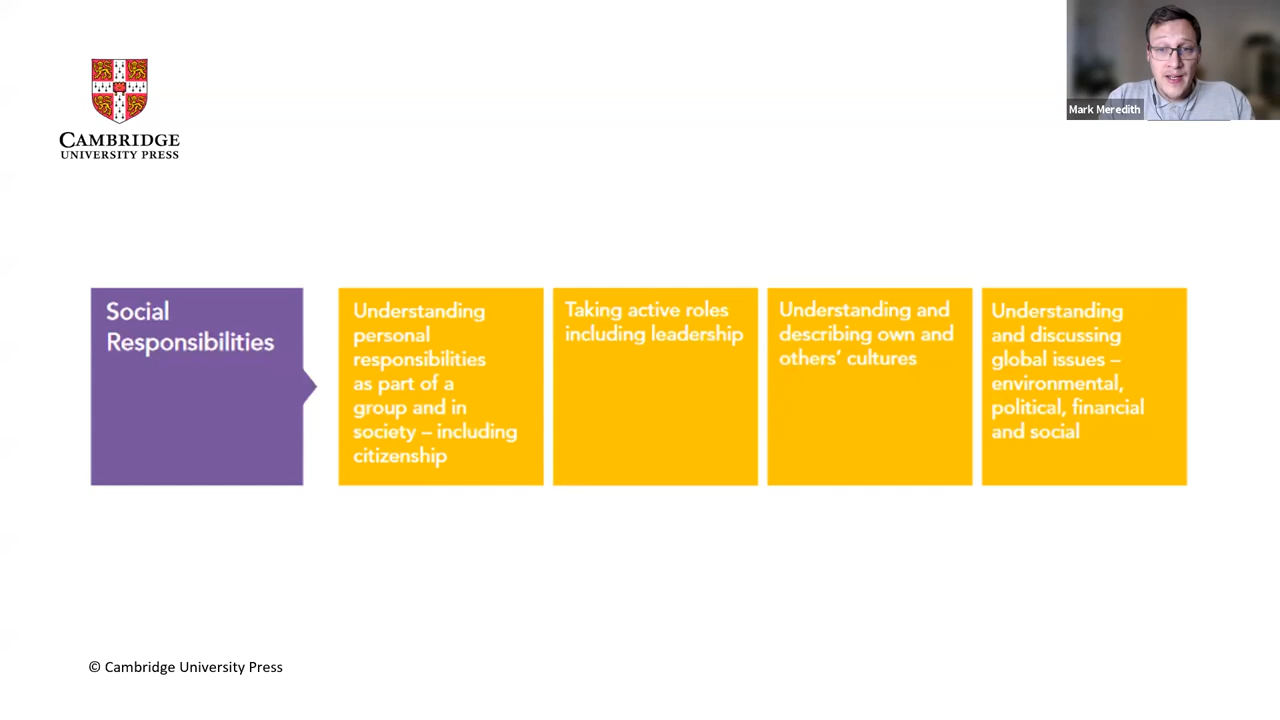 CAMBRIDGE
UNIVERSITY PRESS
Mark Meredith
Social
Responsibilities
Understanding
personal
responsibilities
as part of a
group and in
society – including
citizenship
Taking active roles
including leadership
Understanding and
describing own and
others’ cultures
Understanding
and discussing
global issues –
environmental,
political, financial
and social
© Cambridge University Press